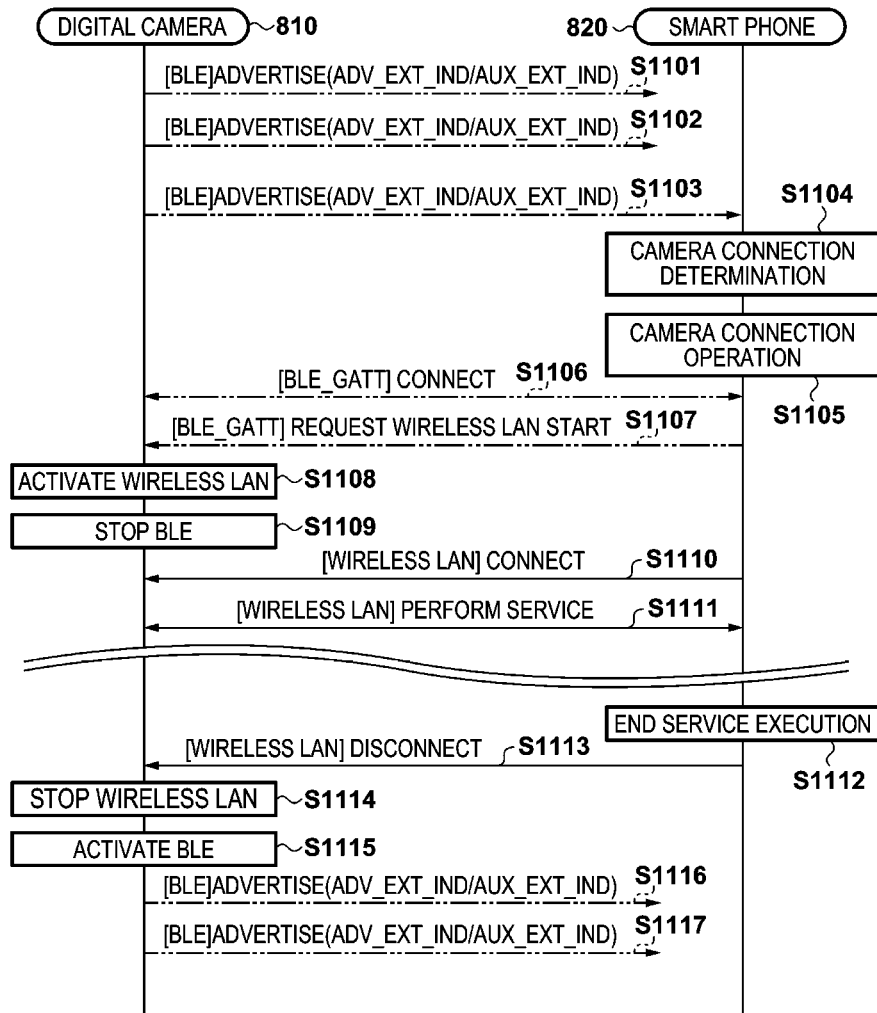 DIGITAL CAMERA
810
820
SMART PHONE
[BLE]ADVERTISE(ADV_EXT_IND/AUX_EXT_IND)
S1101
[BLE]ADVERTISE(ADV_EXT_IND/AUX_EXT_IND)
S1102
[BLE]ADVERTISE(ADV_EXT_IND/AUX_EXT_IND)
S1103
S1104
CAMERA CONNECTION
DETERMINATION
CAMERA CONNECTION
OPERATION
S1105
[BLE_GATT] CONNECT
S1106
[BLE_GATT] REQUEST WIRELESS LAN START
S1107
ACTIVATE WIRELESS LAN
S1108
STOP BLE
S1109
[WIRELESS LAN] CONNECT
S1110
[WIRELESS LAN] PERFORM SERVICE
S1111
END SERVICE EXECUTION
S1112
[WIRELESS LAN] DISCONNECT
S1113
STOP WIRELESS LAN
S1114
ACTIVATE BLE
S1115
[BLE]ADVERTISE(ADV_EXT_IND/AUX_EXT_IND)
S1116
[BLE]ADVERTISE(ADV_EXT_IND/AUX_EXT_IND)
S1117